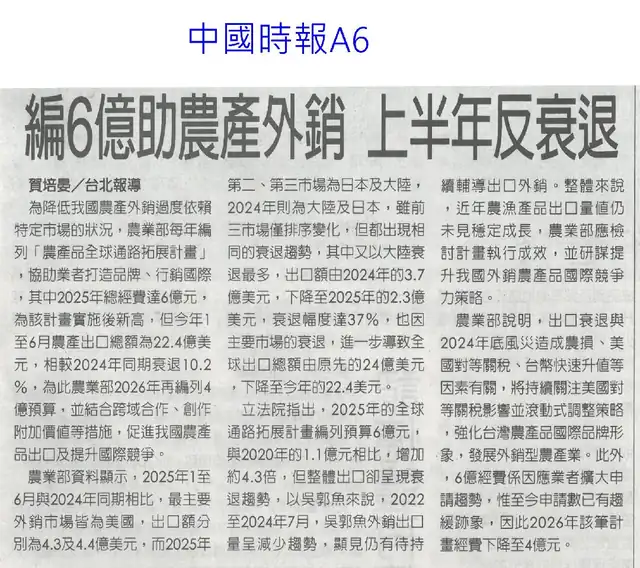 中國時報A6
編6億助農產外銷 上半年反衰退
賀培晏╱台北報導
為降低我國農產外銷過度依賴
特定市場的狀況，農業部每年編
列「農產品全球通路拓展計畫」
，協助業者打造品牌、行銷國際
，其中2025年總經費達6億元，
為該計畫實施後新高，但今年1
至6月農產出口總額為22.4億美
元，相較2024年同期衰退10.2
%，為此農業部2026年再編列4
億預算，並結合跨域合作、創作
附加價值等措施，促進我國農產
品出口及提升國際競爭。
農業部資料顯示，2025年1至
6月與2024年同期相比，最主要
外銷市場皆為美國，出口額分
別為4.3及4.4億美元，而2025年
第二、第三市場為日本及大陸，
2024年則為大陸及日本，雖前
三市場僅排序變化，但都出現相
同的衰退趨勢，其中又以大陸衰
退最多，出口額由2024年的3.7
億美元，下降至2025年的2.3億
美元，衰退幅度達37%，也因
主要市場的衰退，進一步導致全
球出口總額由原先的24億美元
，下降至今年的22.4美元。
立法院指出，2025年的全球
通路拓展計畫編列預算6億元，
與2020年的1.1億元相比，增加
約4.3倍，但整體出口卻呈現衰
退趨勢，以吳郭魚來說，2022
至2024年7月，吳郭魚外銷出口
量呈減少趨勢，顯見仍有待持
續輔導出口外銷。整體來說
，近年農漁產品出口量值仍
未見穩定成長，農業部應檢
討計畫執行成效，並研謀提
升我國外銷農產品國際競爭
力策略。
農業部說明，出口衰退與
2024年底風災造成農損、美
國對等關稅、台幣快速升值等
因素有關，將持續關注美國對
等關稅影響並滾動式調整策略
，強化台灣農產品國際品牌形
象，發展外銷型農產業。此外
，6億經費係因應業者擴大申
請趨勢，惟至今申請數已有趨
緩跡象，因此2026年該筆計
畫經費下降至4億元。